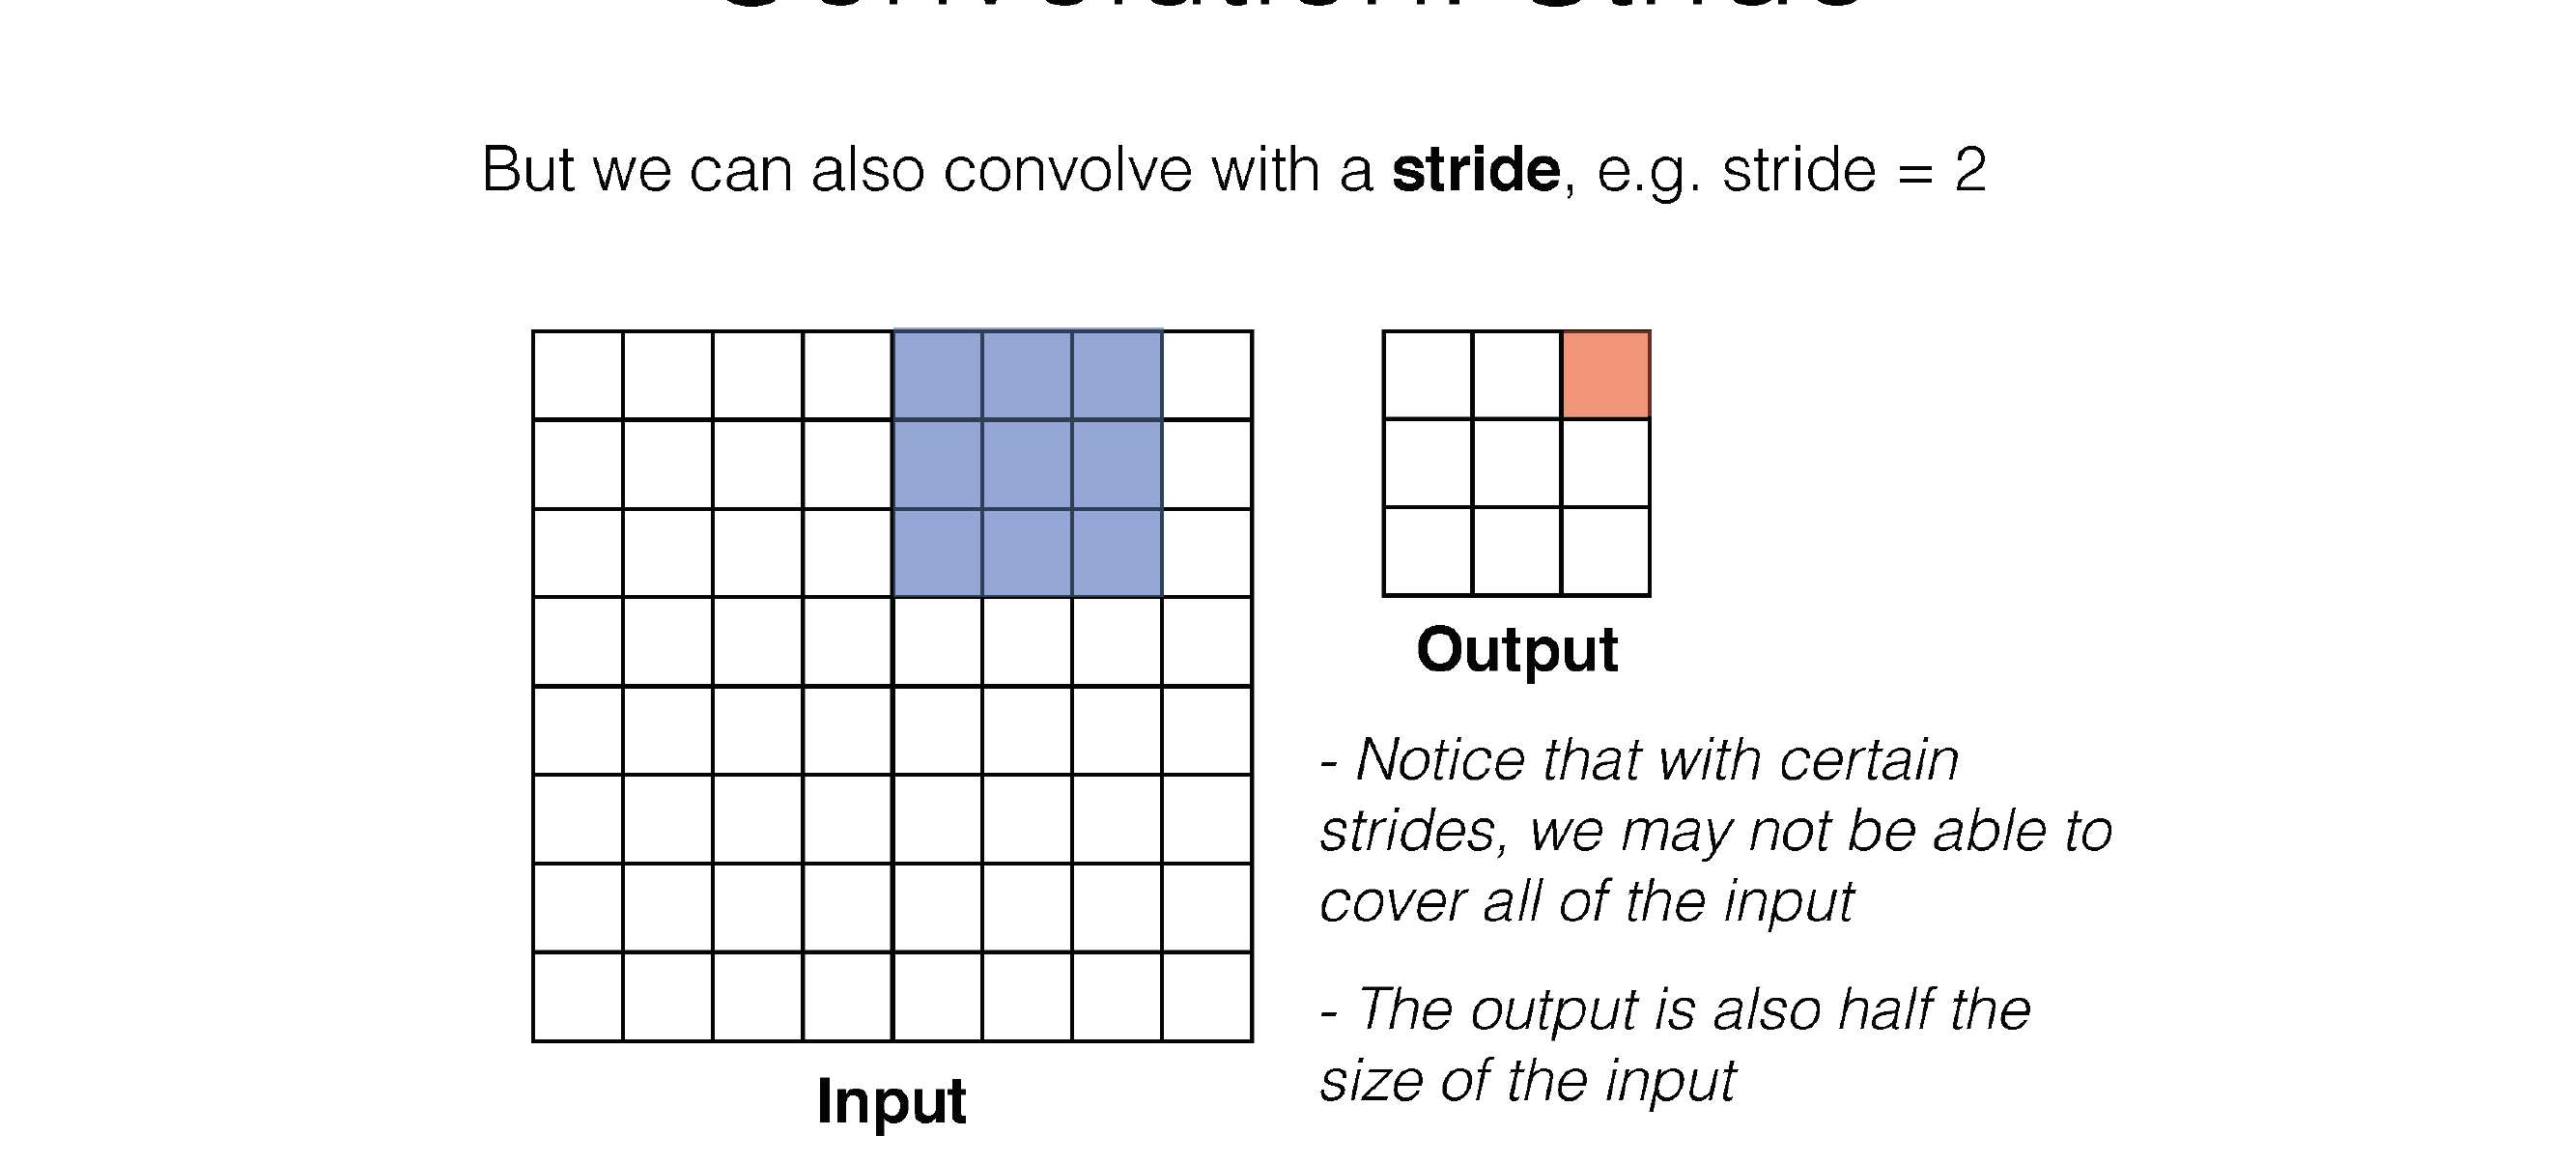 But we can also convolve with a stride, e.g. stride = 2
Output
- Notice that with certain
strides, we may not be able to
cover all of the input
- The output is also half the
size of the input
Input